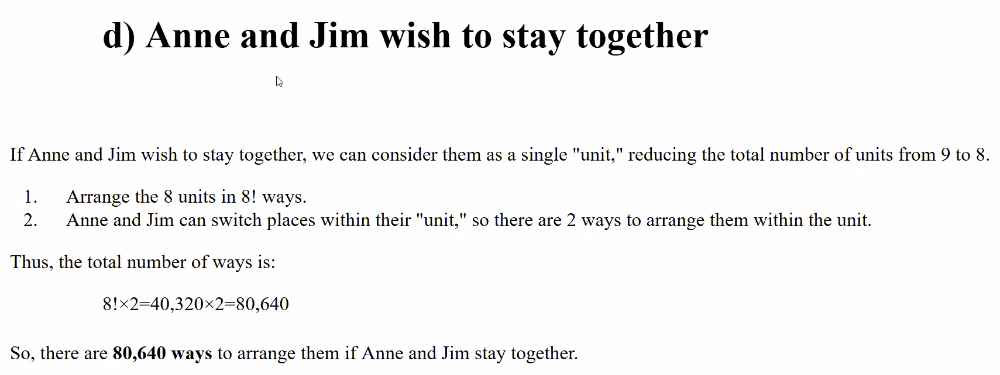 d) Anne and Jim wish to stay together
If Anne and Jim wish to stay together, we can consider them as a single "unit," reducing the total number of units from 9 to 8.
1. Arrange the 8 units in 8! ways.
2. Anne and Jim can switch places within their "unit," so there are 2 ways to arrange them within the unit.
Thus, the total number of ways is:
8!×2=40,320×2=80,640
So, there are 80,640 ways to arrange them if Anne and Jim stay together.